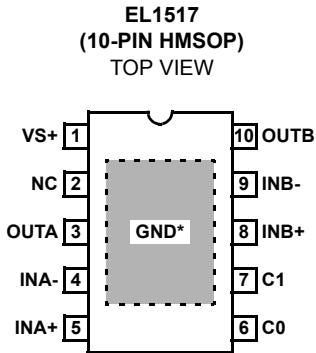 EL1517
(10-PIN HMSOP)
TOP VIEW
VS+ 1
10 OUTB
NC 2
9 INB-
OUTA 3
GND*
8 INB+
INA- 4
7 C1
INA+ 5
6 C0